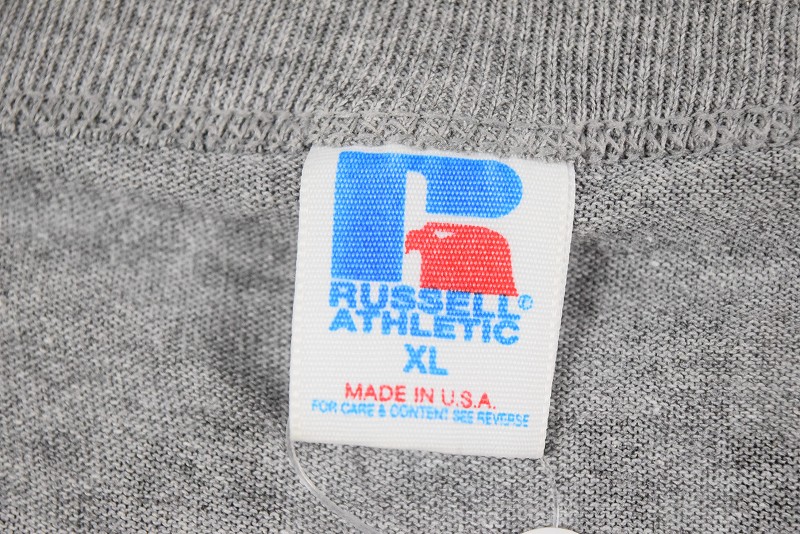 RUSSELL®
ATHLETIC
XL
MADE IN U.S.A.
FOR CARE & CONTENT SEE REVERSE